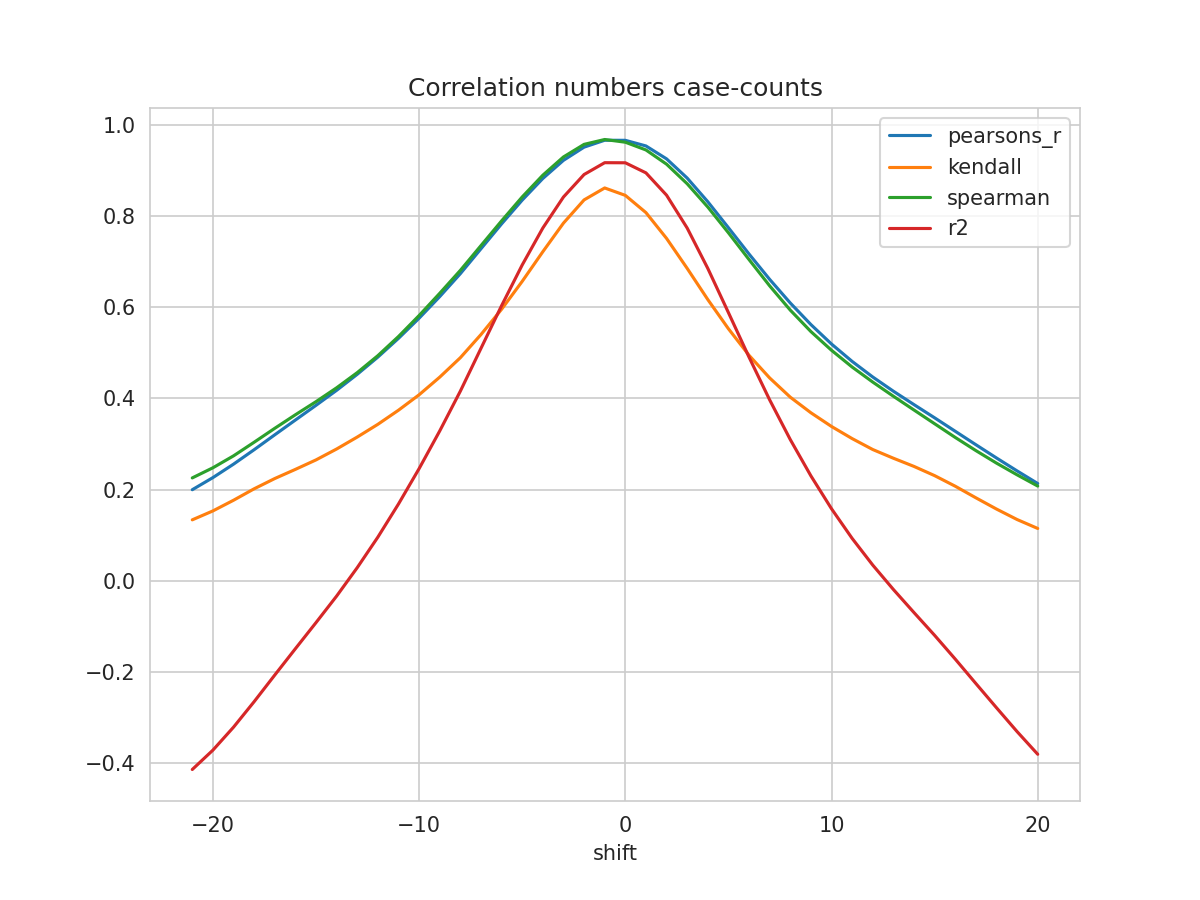 Correlation numbers case-counts
1.0
0.8
0.6
0.4
0.2
0.0
−0.2
−0.4
pearsons_r
kendall
spearman
r2
−20 −10 0 10 20
shift